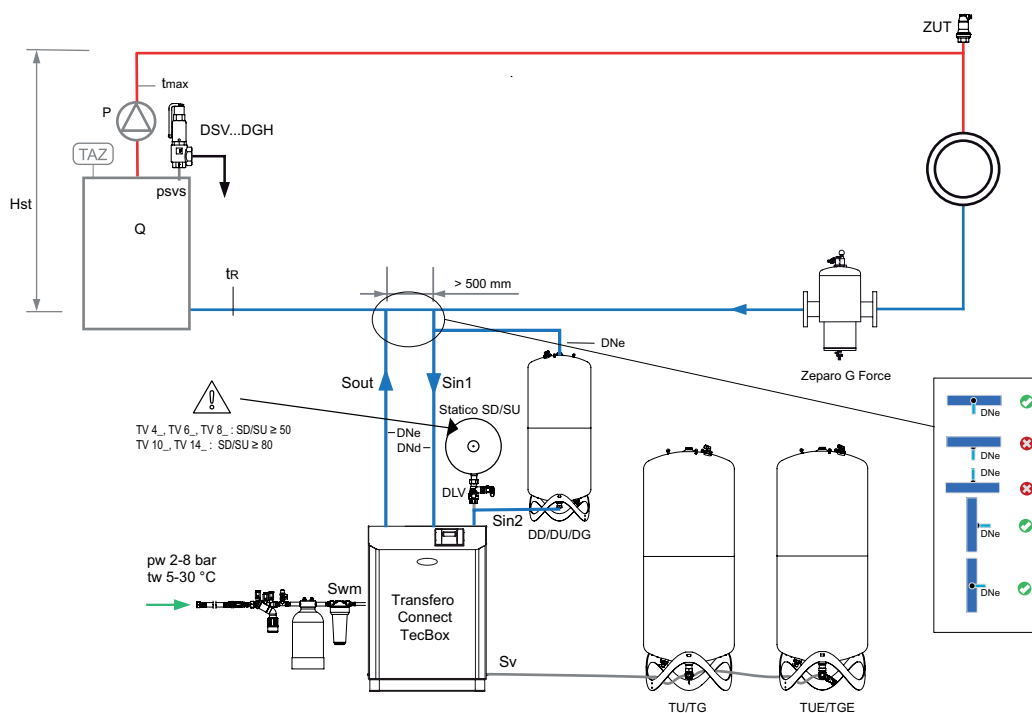 ZUT
tmax
P
DSV...DGH
TAZ
psvs
Hst
Q
tR
> 500 mm
DNe
Zeparo G Force
Sout
Sin1
Statico SD/SU
TV 4_, TV 6_, TV 8_ : SD/SU ≥ 50
TV 10_, TV 14_ : SD/SU ≥ 80
DNe
DNd
DLV
Sin2
DD/DU/DG
DNe
DNe
DNe
DNe
DNe
pw 2-8 bar
tw 5-30 °C
Swm
Transfero
Connect
TecBox
Sv
TU/TG
TUE/TGE